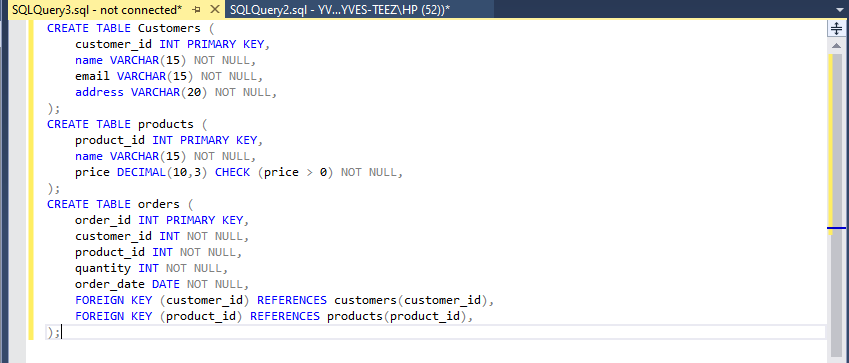 SQLQuery3.sql - not connected* SQLQuery2.sql - YV...YVES-TEEZ\HP (52))*
CREATE TABLE Customers (
    customer_id INT PRIMARY KEY,
    name VARCHAR(15) NOT NULL,
    email VARCHAR(15) NOT NULL,
    address VARCHAR(20) NOT NULL,
);
CREATE TABLE products (
    product_id INT PRIMARY KEY,
    name VARCHAR(15) NOT NULL,
    price DECIMAL(10,3) CHECK (price > 0) NOT NULL,
);
CREATE TABLE orders (
    order_id INT PRIMARY KEY,
    customer_id INT NOT NULL,
    product_id INT NOT NULL,
    quantity INT NOT NULL,
    order_date DATE NOT NULL,
    FOREIGN KEY (customer_id) REFERENCES customers(customer_id),
    FOREIGN KEY (product_id) REFERENCES products(product_id),
);